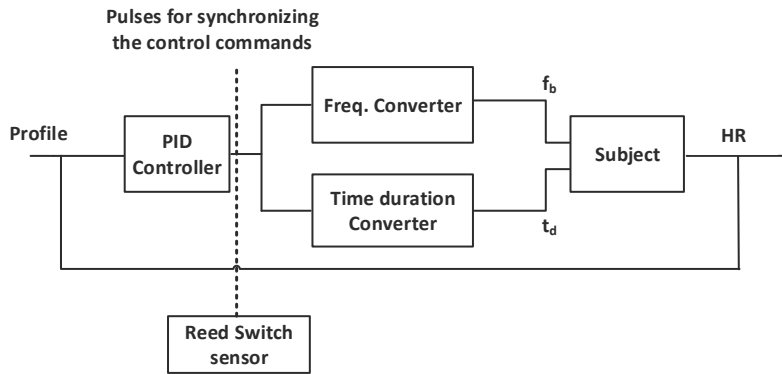 Pulses for synchronizing
the control commands
Profile
PID
Controller
Freq. Converter
f_b
Time duration
Converter
t_d
Subject
HR
Reed Switch
sensor